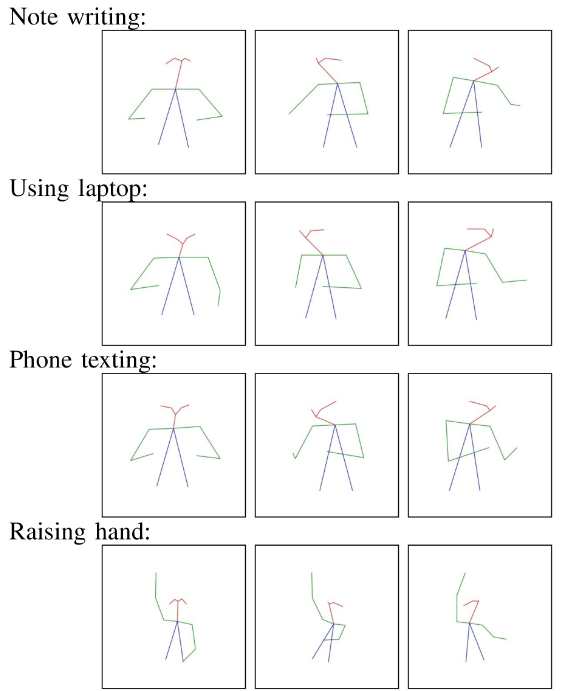 Note writing:
Using laptop:
Phone texting:
Raising hand: